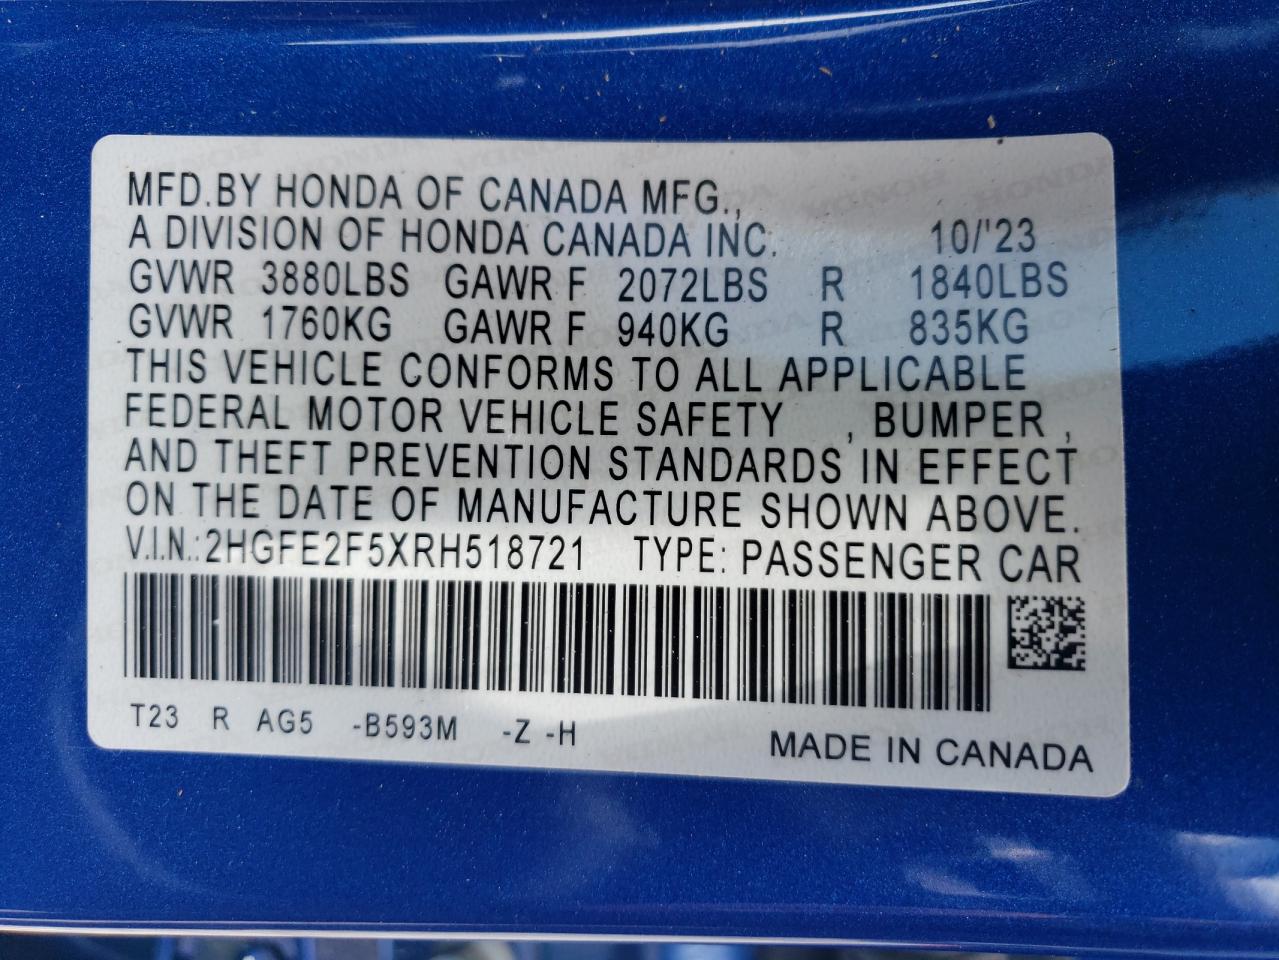 MFD.BY HONDA OF CANADA MFG.,
A DIVISION OF HONDA CANADA INC. 10/'23
GVWR 3880LBS GAWR F 2072LBS R 1840LBS
GVWR 1760KG GAWR F 940KG R 835KG
THIS VEHICLE CONFORMS TO ALL APPLICABLE
FEDERAL MOTOR VEHICLE SAFETY , BUMPER ,
AND THEFT PREVENTION STANDARDS IN EFFECT
ON THE DATE OF MANUFACTURE SHOWN ABOVE.
V.I.N.:2HGFE2F5XRH518721 TYPE: PASSENGER CAR
T23 R AG5 -B593M -Z -H
MADE IN CANADA